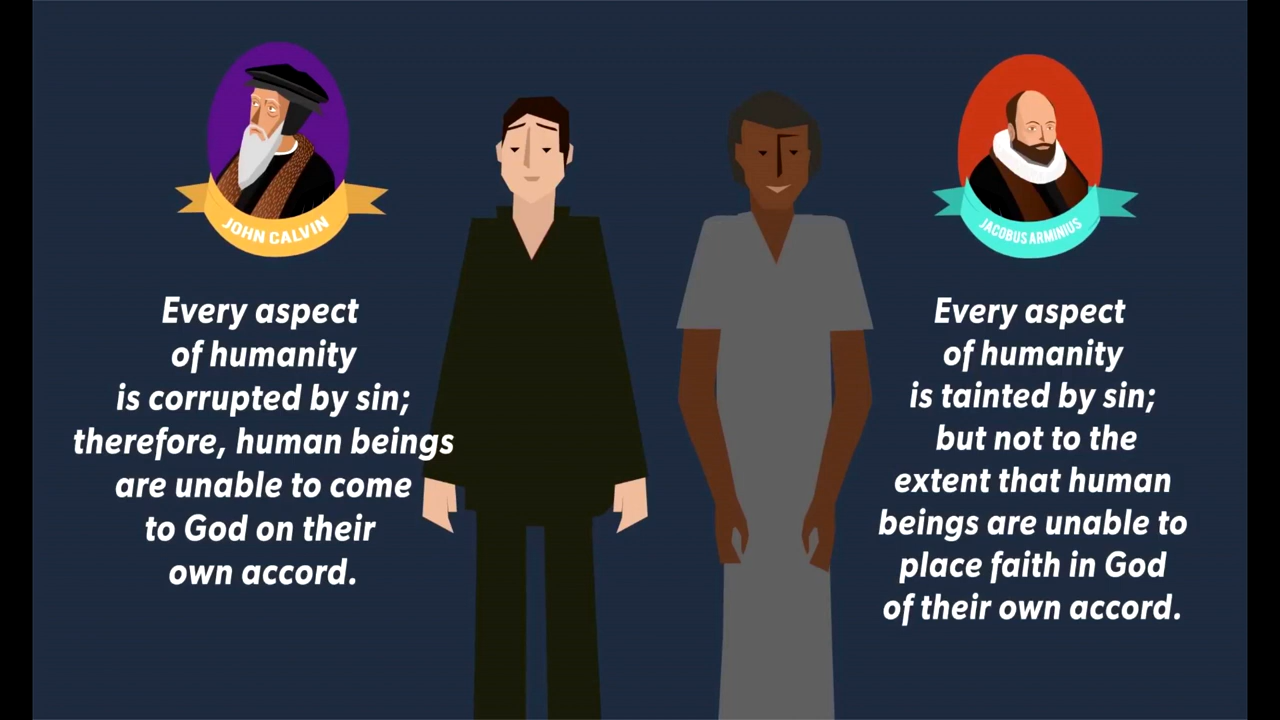 JOHN CALVIN
Every aspect
of humanity
is corrupted by sin;
therefore, human beings
are unable to come
to God on their
own accord.
JACOBUS ARMINIUS
Every aspect
of humanity
is tainted by sin;
but not to the
extent that human
beings are unable to
place faith in God
of their own accord.